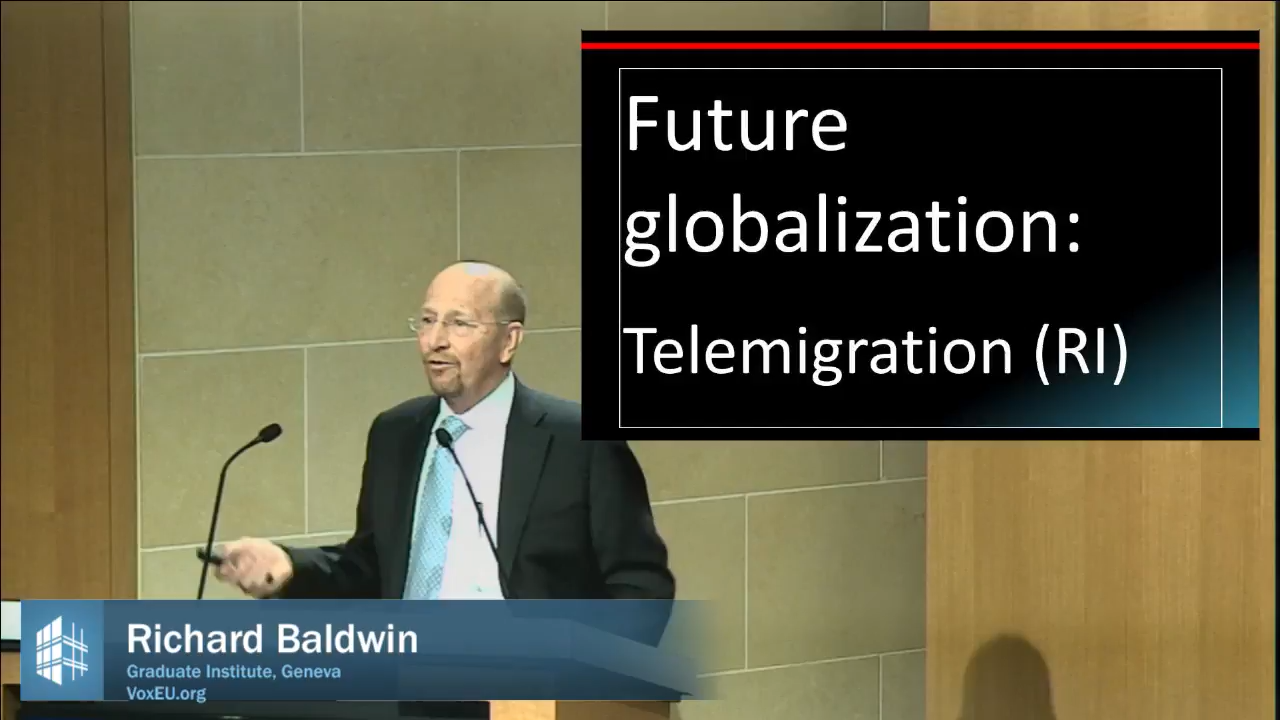 Future
globalization:
Telemigration (RI)
Richard Baldwin
Graduate Institute, Geneva
VoxEU.org